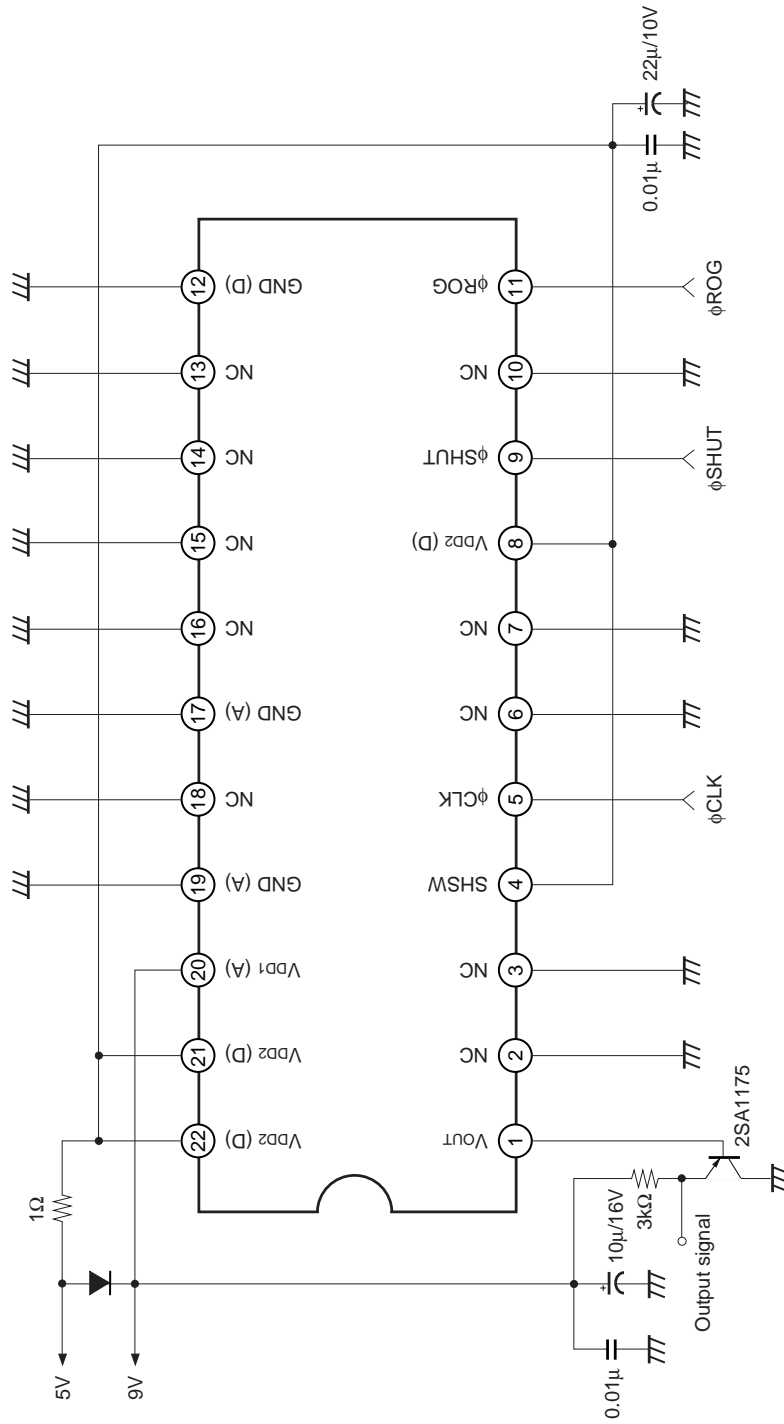 5V
9V
1Ω
22
VDD2 (D)
21
VDD2 (D)
20
VDD1 (A)
19
GND (A)
18
NC
17
GND (A)
16
NC
15
NC
14
NC
13
NC
12
GND (D)
1
VOUT
2
NC
3
NC
4
SHSW
5
ϕCLK
6
NC
7
NC
8
VDD2 (D)
9
ϕSHUT
10
NC
11
ϕROG
ϕCLK
ϕSHUT
ϕROG
0.01µ
+
10µ/16V
3kΩ
Output signal
2SA1175
0.01µ
+
22µ/10V